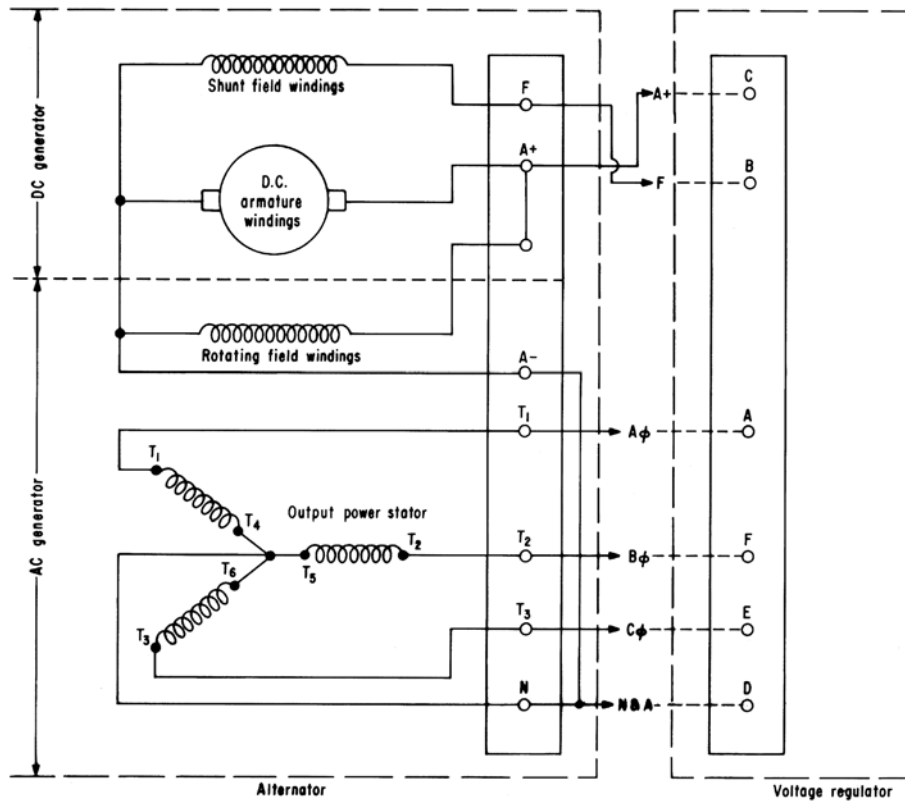 DC generator
AC generator
Shunt field windings
D.C.
armature
windings
Rotating field windings
F
A+
A-
T1
T2
T3
N
A+
F
Aϕ
Bϕ
Cϕ
N&A-
C
B
A
F
E
D
T1
T4
Output power stator
T5
T2
T6
T3
Alternator
Voltage regulator